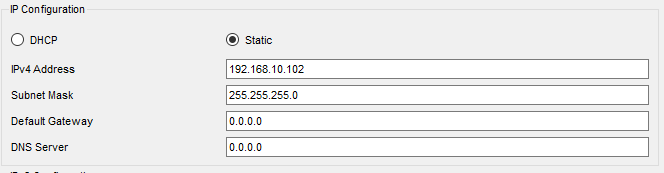 IP Configuration
DHCP Static
IPv4 Address 192.168.10.102
Subnet Mask 255.255.255.0
Default Gateway 0.0.0.0
DNS Server 0.0.0.0